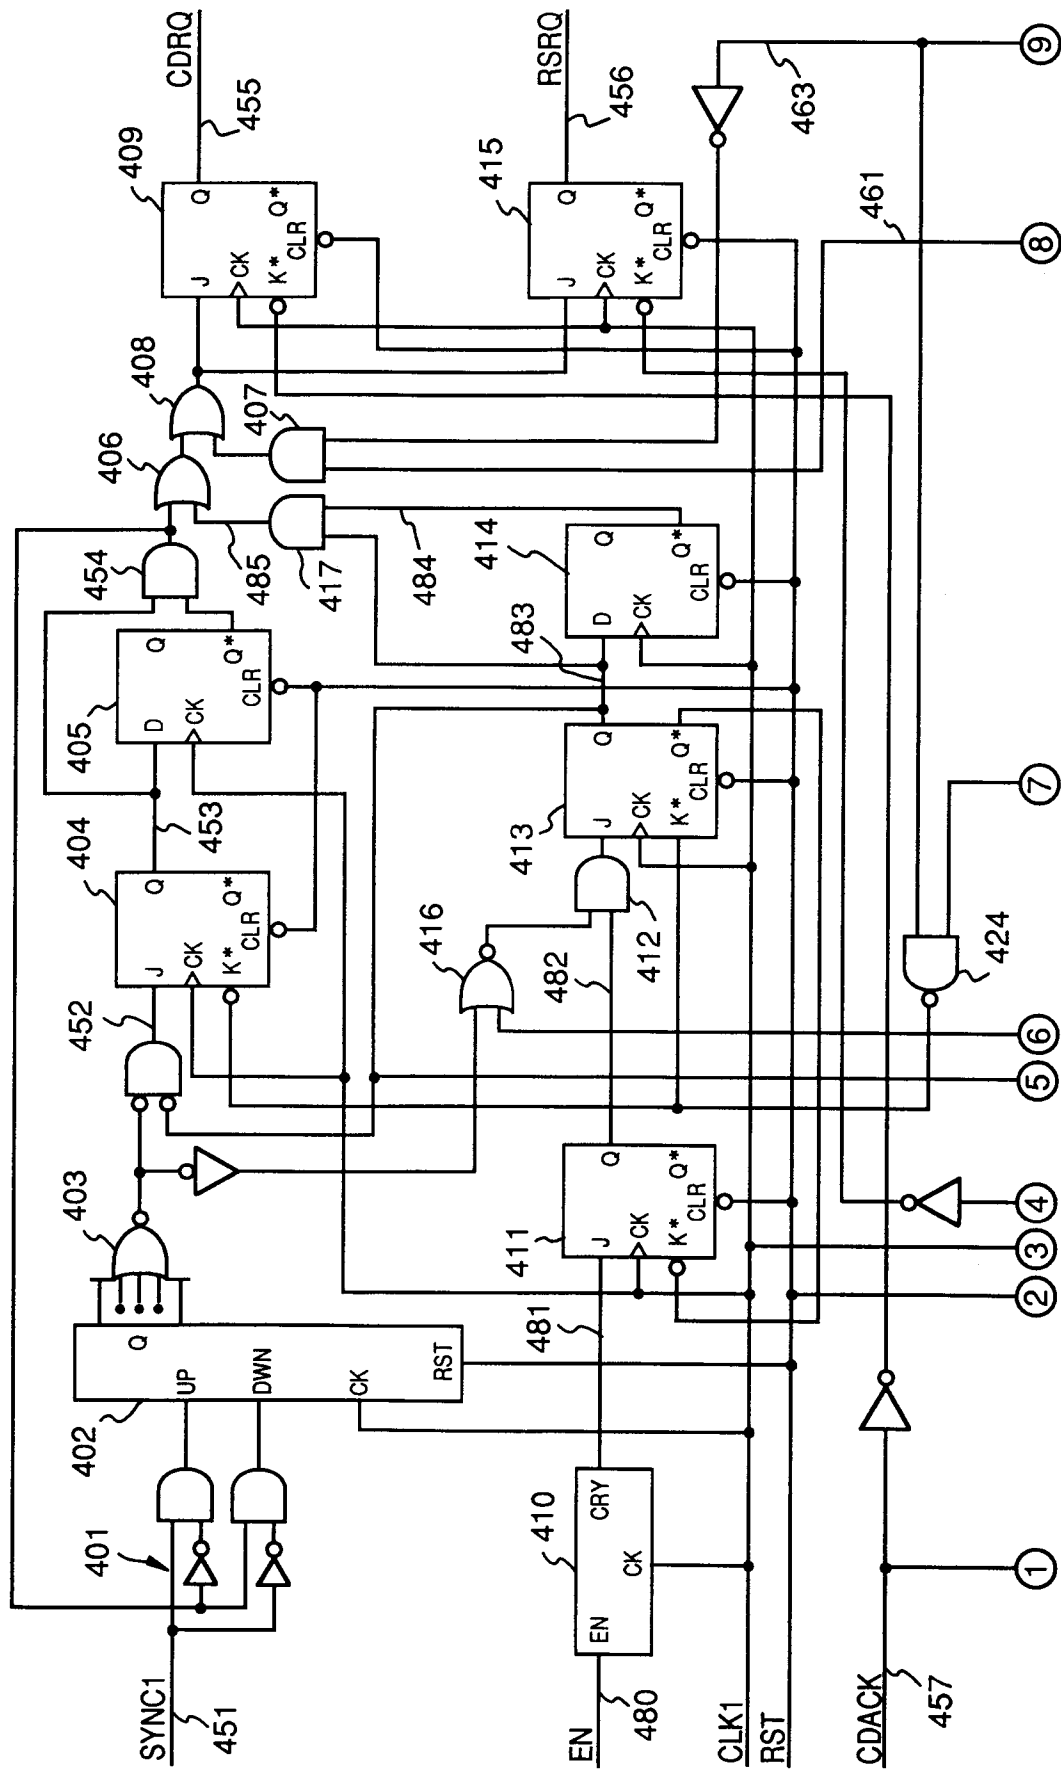 SYNC1
451
401
402
UP
DWN
CK
RST
Q
403
452
404
J
CK
K*
Q
Q*
CLR
453
405
D
CK
Q
Q*
CLR
454
406
408
409
J
CK
K*
Q
Q*
CLR
CDRQ
455
485
417
407
484
EN
480
410
EN
CRY
CK
481
411
J
CK
K*
Q
Q*
CLR
482
416
412
413
J
CK
K*
Q
Q*
CLR
483
414
D
CK
Q
Q*
CLR
415
J
CK
K*
Q
Q*
CLR
RSRQ
456
CLK1
RST
CDACK
457
424
461
463
1
2
3
4
5
6
7
8
9